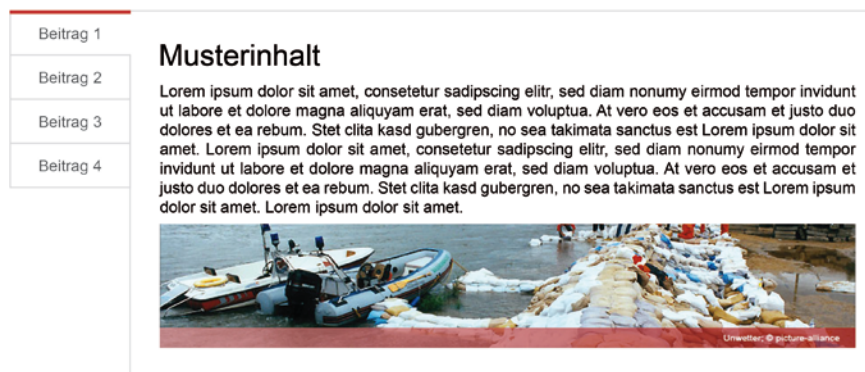 Beitrag 1
Beitrag 2
Beitrag 3
Beitrag 4
Musterinhalt
Lorem ipsum dolor sit amet, consetetur sadipscing elitr, sed diam nonumy eirmod tempor invidunt
ut labore et dolore magna aliquyam erat, sed diam voluptua. At vero eos et accusam et justo duo
dolores et ea rebum. Stet clita kasd gubergren, no sea takimata sanctus est Lorem ipsum dolor sit
amet. Lorem ipsum dolor sit amet, consetetur sadipscing elitr, sed diam nonumy eirmod tempor
invidunt ut labore et dolore magna aliquyam erat, sed diam voluptua. At vero eos et accusam et
justo duo dolores et ea rebum. Stet clita kasd gubergren, no sea takimata sanctus est Lorem ipsum
dolor sit amet. Lorem ipsum dolor sit amet.
Unwetter; © picture-alliance